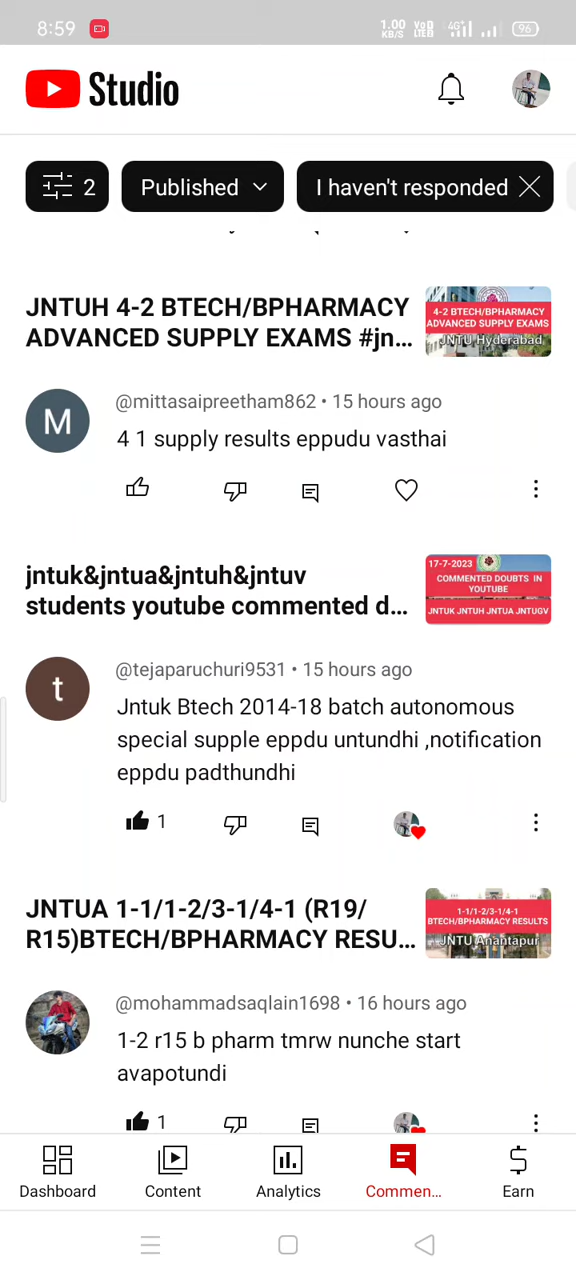 8:59
1.00
KB/S
VoD
LTE
4G
96
Studio
2
Published
I haven't responded
JNTUH 4-2 BTECH/BPHARMACY
ADVANCED SUPPLY EXAMS #jn...
4-2 BTECH/BPHARMACY
ADVANCED SUPPLY EXAMS
JNTU Hyderabad
M
@mittasaipreetham862 • 15 hours ago
4 1 supply results eppudu vasthai
jntuk&jntua&jntuh&jntuv
students youtube commented d...
17-7-2023
COMMENTED DOUBTS IN
YOUTUBE
JNTUK JNTUH JNTUA JNTUGV
t
@tejaparuchuri9531 • 15 hours ago
Jntuk Btech 2014-18 batch autonomous
special supple eppdu untundhi ,notification
eppdu padthundhi
1
JNTUA 1-1/1-2/3-1/4-1 (R19/
R15)BTECH/BPHARMACY RESU...
1-1/1-2/3-1/4-1
BTECH/BPHARMACY RESULTS
JNTU Anantapur
@mohammadsaqlain1698 • 16 hours ago
1-2 r15 b pharm tmrw nunche start
avapotundi
1
Dashboard
Content
Analytics
Commen...
Earn